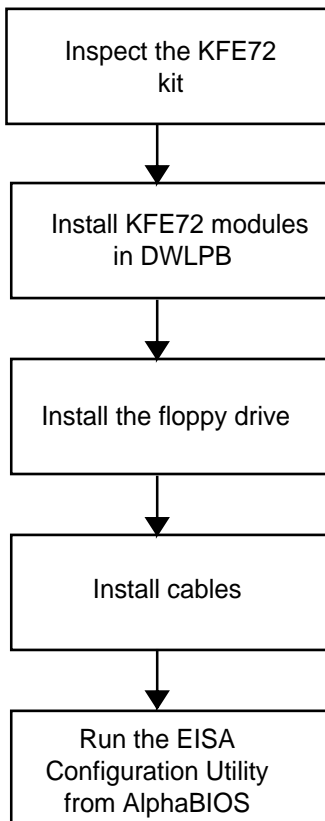 Inspect the KFE72
kit
Install KFE72 modules
in DWLPB
Install the floppy drive
Install cables
Run the EISA
Configuration Utility
from AlphaBIOS